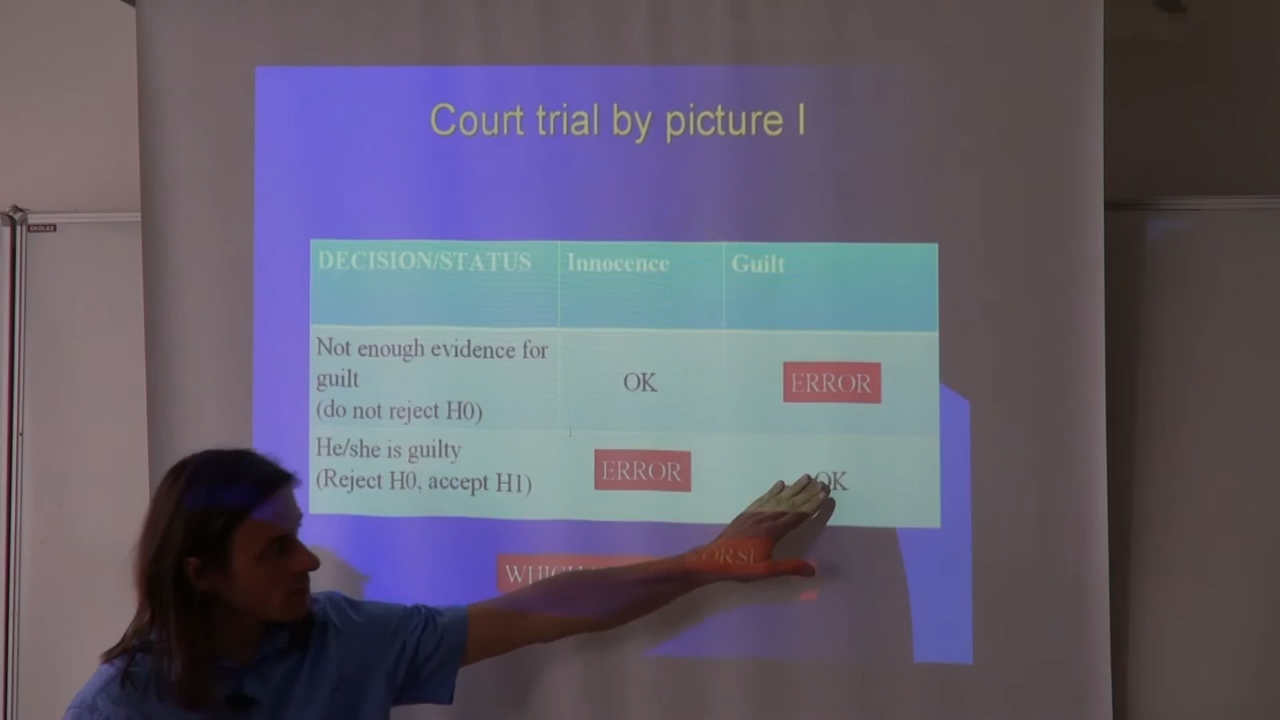 Court trial by picture I
SKOLEX
DECISION/STATUS Innocence Guilt
Not enough evidence for
guilt
(do not reject H0)
OK
ERROR
He/she is guilty
(Reject H0, accept H1)
ERROR
OK